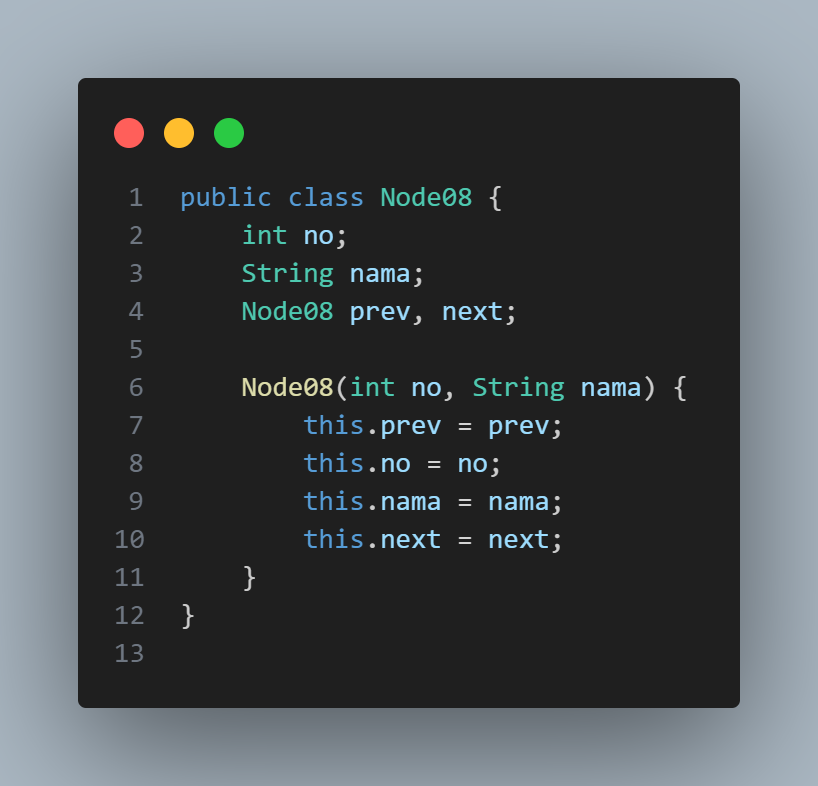 1 public class Node08 {
2     int no;
3     String nama;
4     Node08 prev, next;
5
6     Node08(int no, String nama) {
7         this.prev = prev;
8         this.no = no;
9         this.nama = nama;
10         this.next = next;
11     }
12 }
13